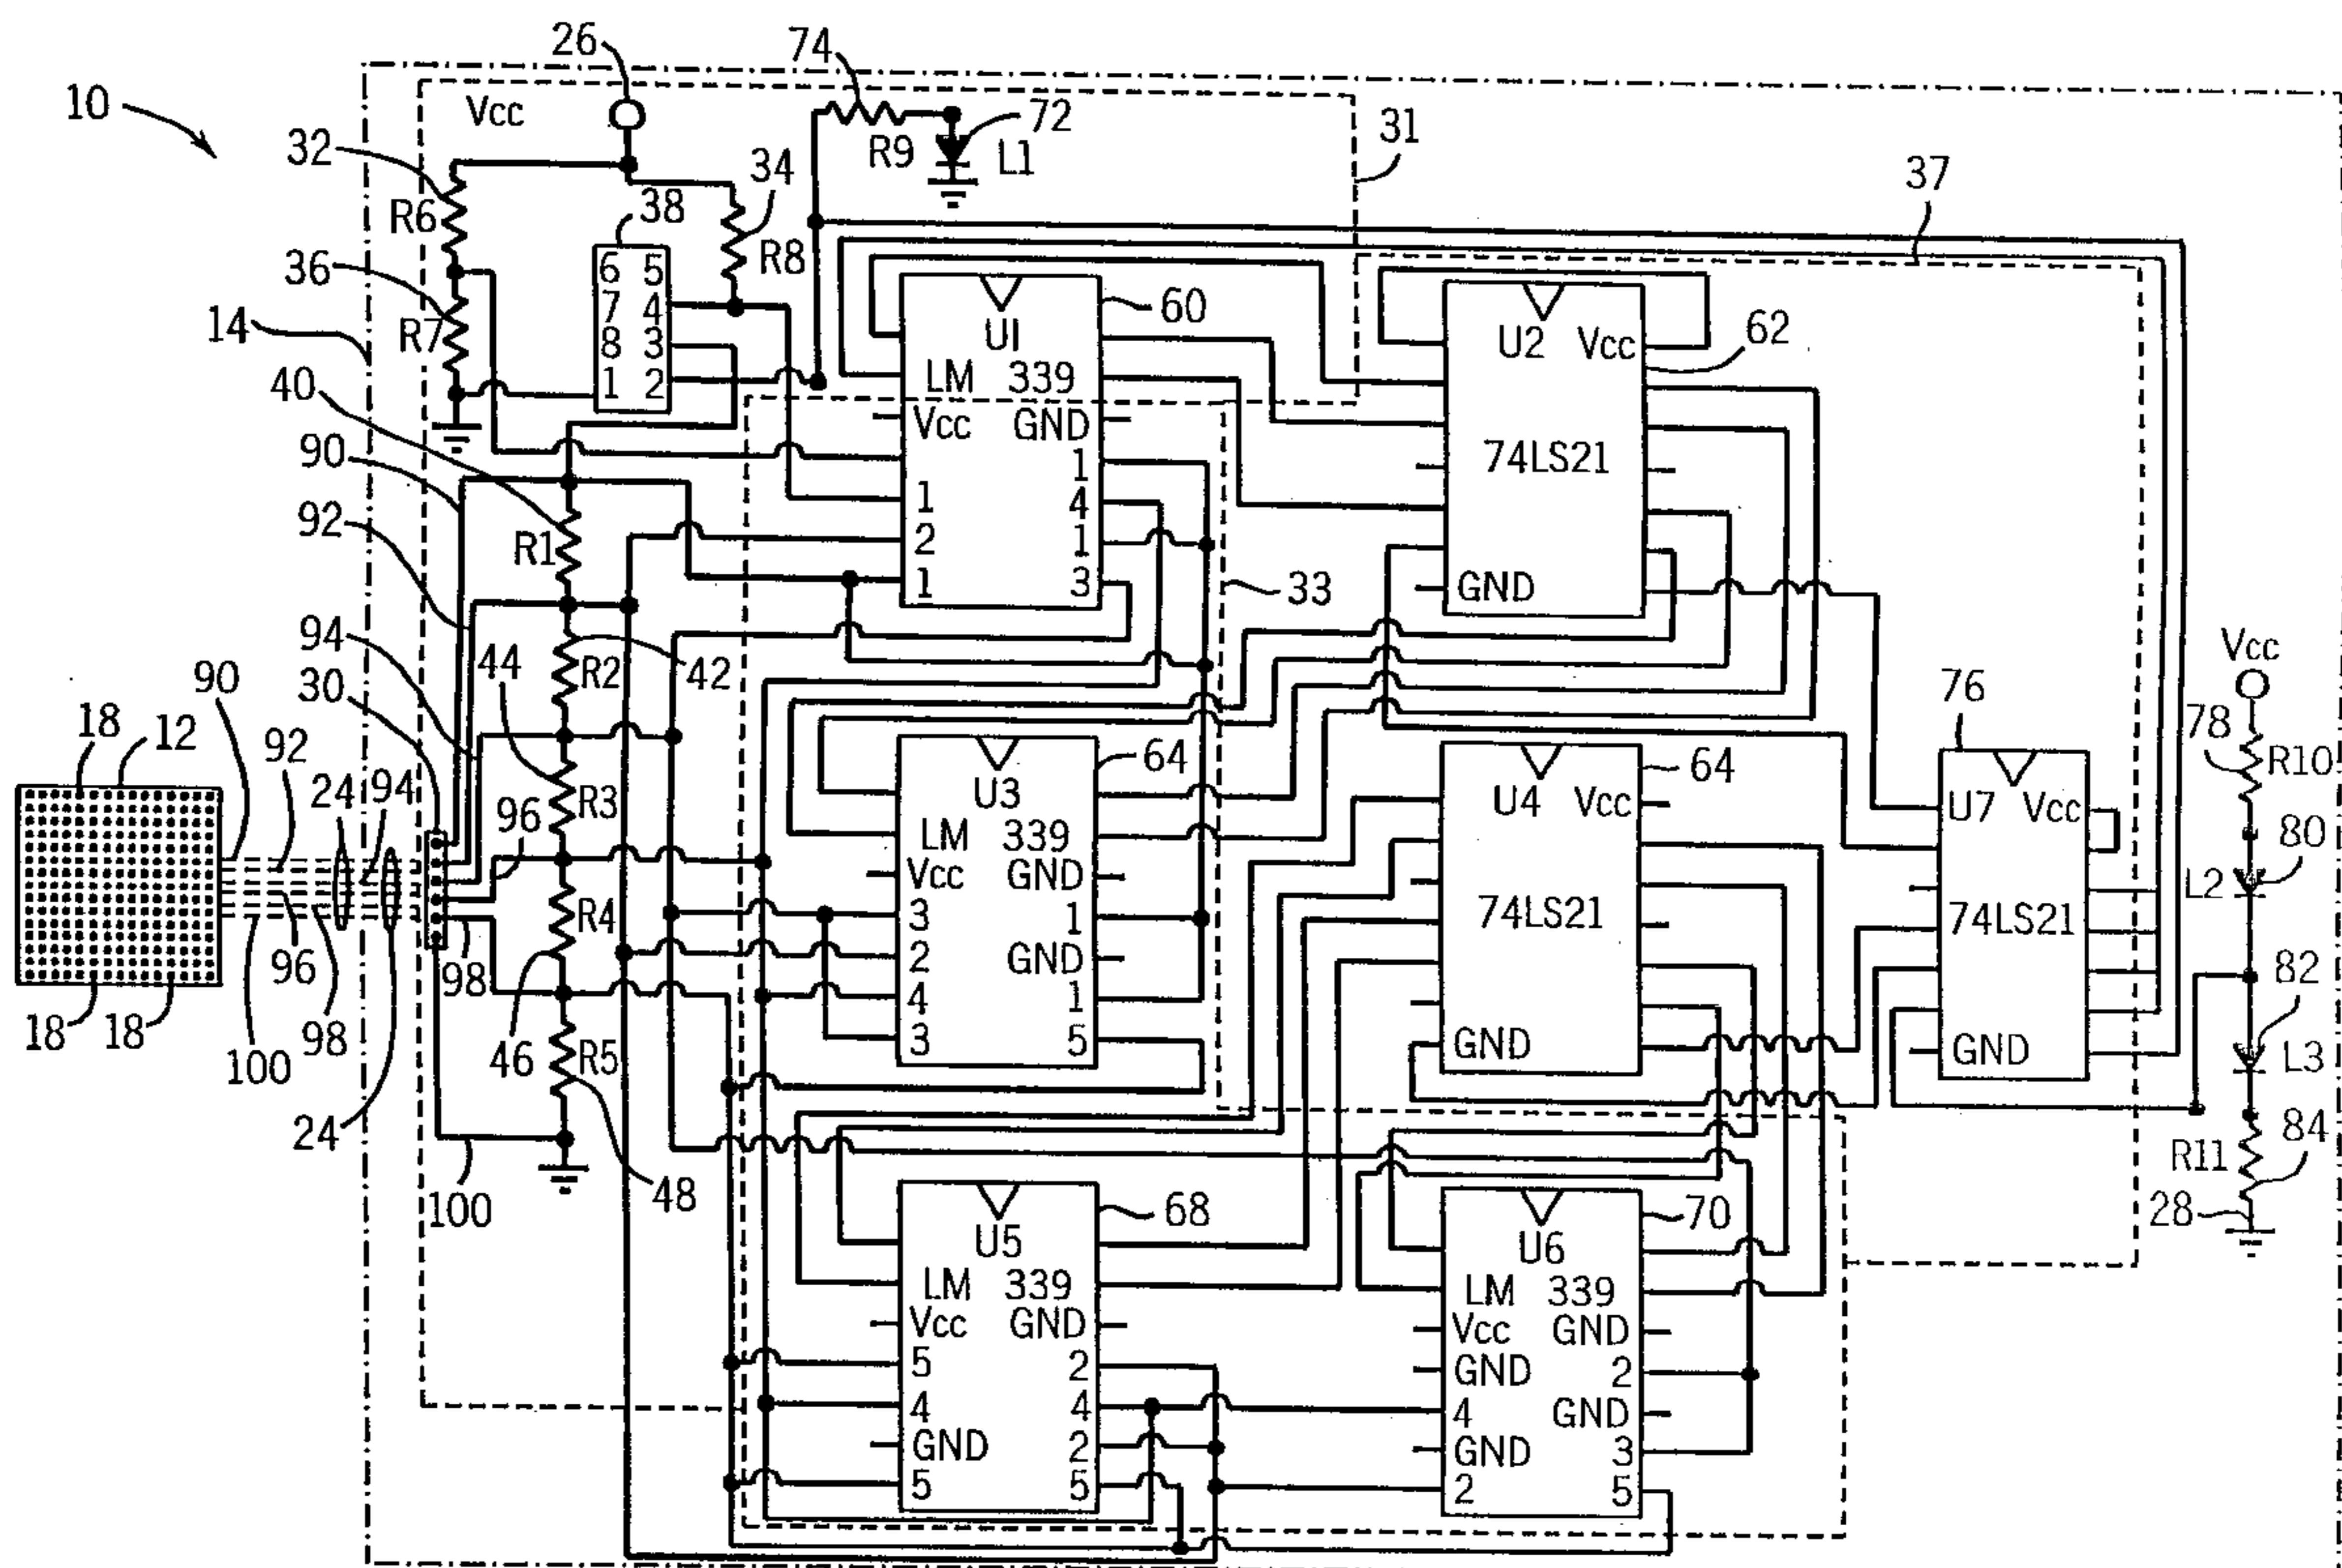 26
74
10
Vcc
72
31
32
R9
L1
34
37
38
R6
6 5
7 4
8 3
1 2
R8
36
R7
14
60
62
U1
LM 339
Vcc GND
1
4
1
3
1
2
1
U2 Vcc
74LS21
GND
40
90
92
R1
33
94
44
R2
42
30
90
18
12
92
24
94
R3
96
64
U3
LM 339
Vcc GND
3 1
2 GND
4 1
3 5
64
U4 Vcc
74LS21
GND
76
U7 Vcc
74LS21
GND
Vcc
78
R10
80
L2
82
L3
84
R11
28
R4
98
96
46
R5
18 18
100
98
24
100
48
68
U5
LM 339
Vcc GND
5 2
4 4
GND 2
5 5
70
U6
LM 339
Vcc GND
GND 2
4 GND
GND 3
2 5